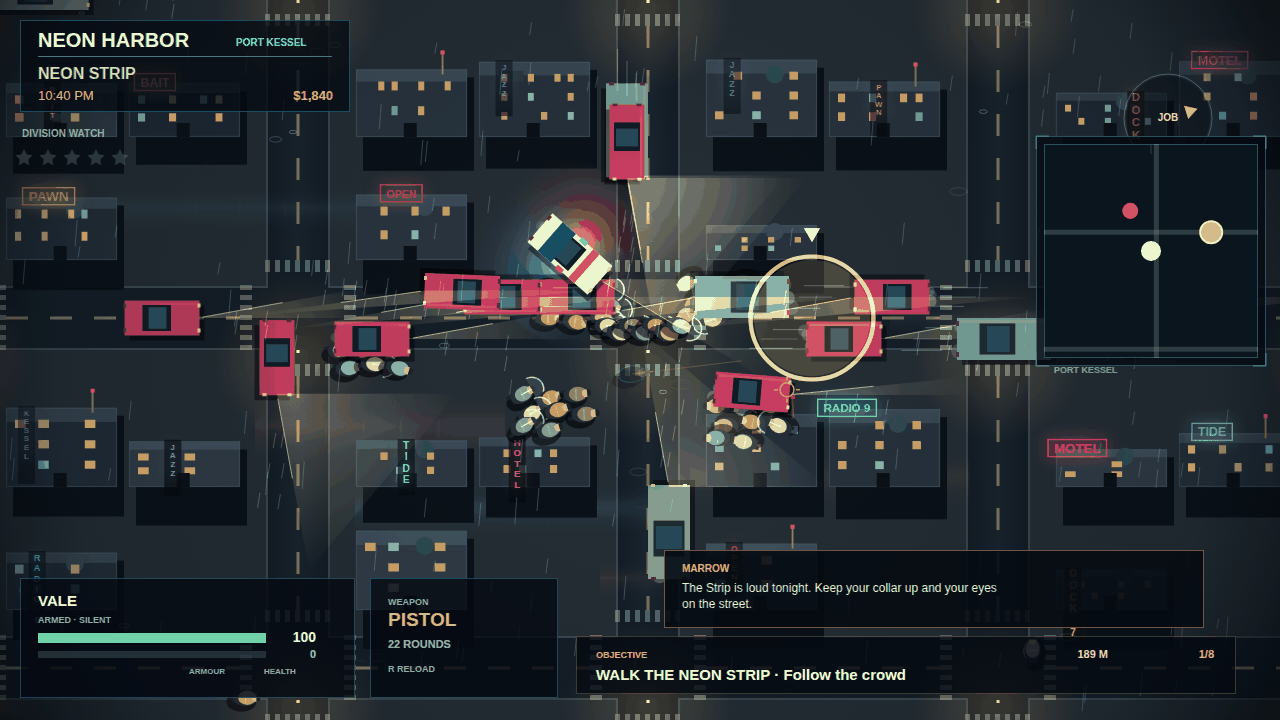 NEON HARBOR
PORT KESSEL
NEON STRIP
10:40 PM
$1,840
BAIT
DIVISION WATCH
PAWN
OPEN
JAZZ
JAZZ
PAWN
MOTEL
DOCK
JOB
PORT KESSEL
RADIO 9
KESSEL
JAZZ
TIDE
HOTEL
MOTEL
TIDE
MARROW
The Strip is loud tonight. Keep your collar up and your eyes
on the street.
VALE
ARMED · SILENT
100
0
ARMOUR
HEALTH
WEAPON
PISTOL
22 ROUNDS
R RELOAD
7
OBJECTIVE
189 M
1/8
WALK THE NEON STRIP · Follow the crowd